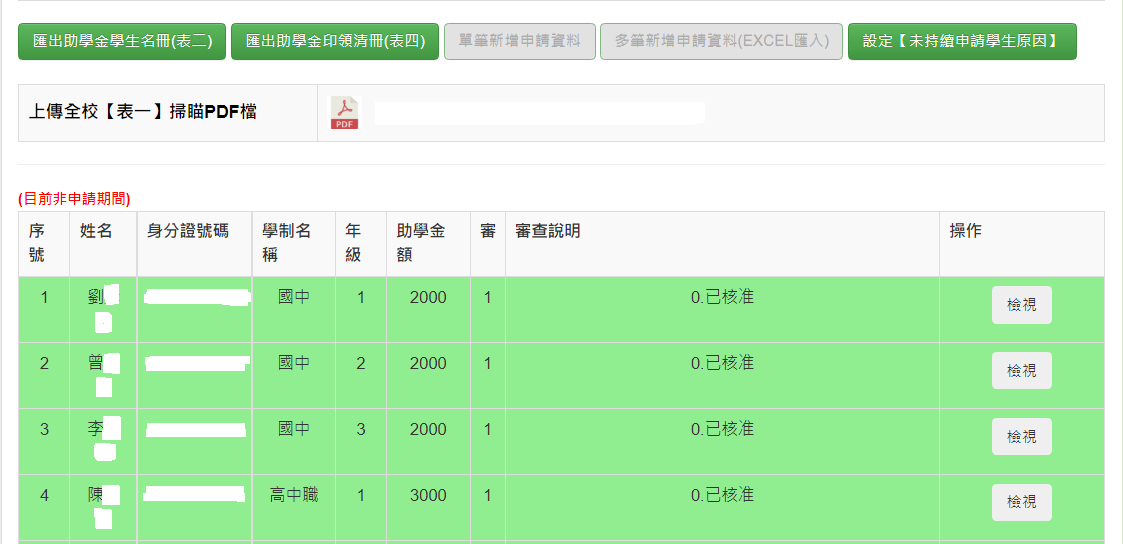 匯出助學金學生名冊(表二) 匯出助學金印領清冊(表四) 單筆新增申請資料 多筆新增申請資料(EXCEL匯入) 設定【未持續申請學生原因】
上傳全校【表一】掃瞄PDF檔 PDF
(目前非申請期間)
序號 姓名 身分證號碼 學制名稱 年級 助學金額 審 審查說明 操作
1 劉 國中 1 2000 1 0.已核准 檢視
2 曾 國中 2 2000 1 0.已核准 檢視
3 李 國中 3 2000 1 0.已核准 檢視
4 陳 高中職 1 3000 1 0.已核准 檢視